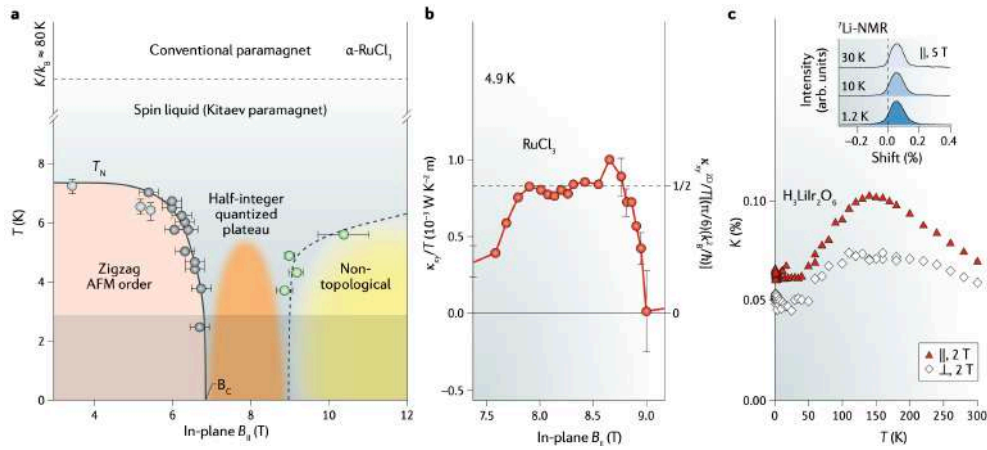 a
K/k_B ≈ 80 K
Conventional paramagnet
α-RuCl₃
Spin liquid (Kitaev paramagnet)
T_N
Half-integer
quantized
plateau
Zigzag
AFM order
Non-
topological
B_C
8
6
4
2
0
T (K)
4
6
8
10
12
In-plane B_∥ (T)
b
4.9 K
RuCl₃
1.0
0.5
0.0
−0.5
κ_xy/T (10⁻³ W K⁻² m)
1/2
0
κ_xy^2D/T[(π/6)(k_B²/ħ)]
7.5
8.0
8.5
9.0
In-plane B_∥ (T)
c
⁷Li-NMR
30 K
∥, 5 T
10 K
1.2 K
Intensity
(arb. units)
−0.2
0.0
0.2
0.4
Shift (%)
H₃LiIr₂O₆
0.10
0.05
0.00
K (%)
∥, 2 T
⊥, 2 T
0
50
100
150
200
250
300
T (K)